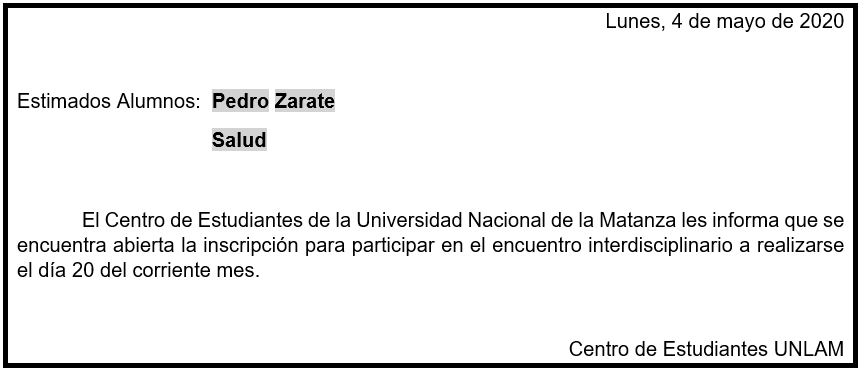 Lunes, 4 de mayo de 2020
Estimados Alumnos: Pedro Zarate
Salud
El Centro de Estudiantes de la Universidad Nacional de la Matanza les informa que se
encuentra abierta la inscripción para participar en el encuentro interdisciplinario a realizarse
el día 20 del corriente mes.
Centro de Estudiantes UNLAM